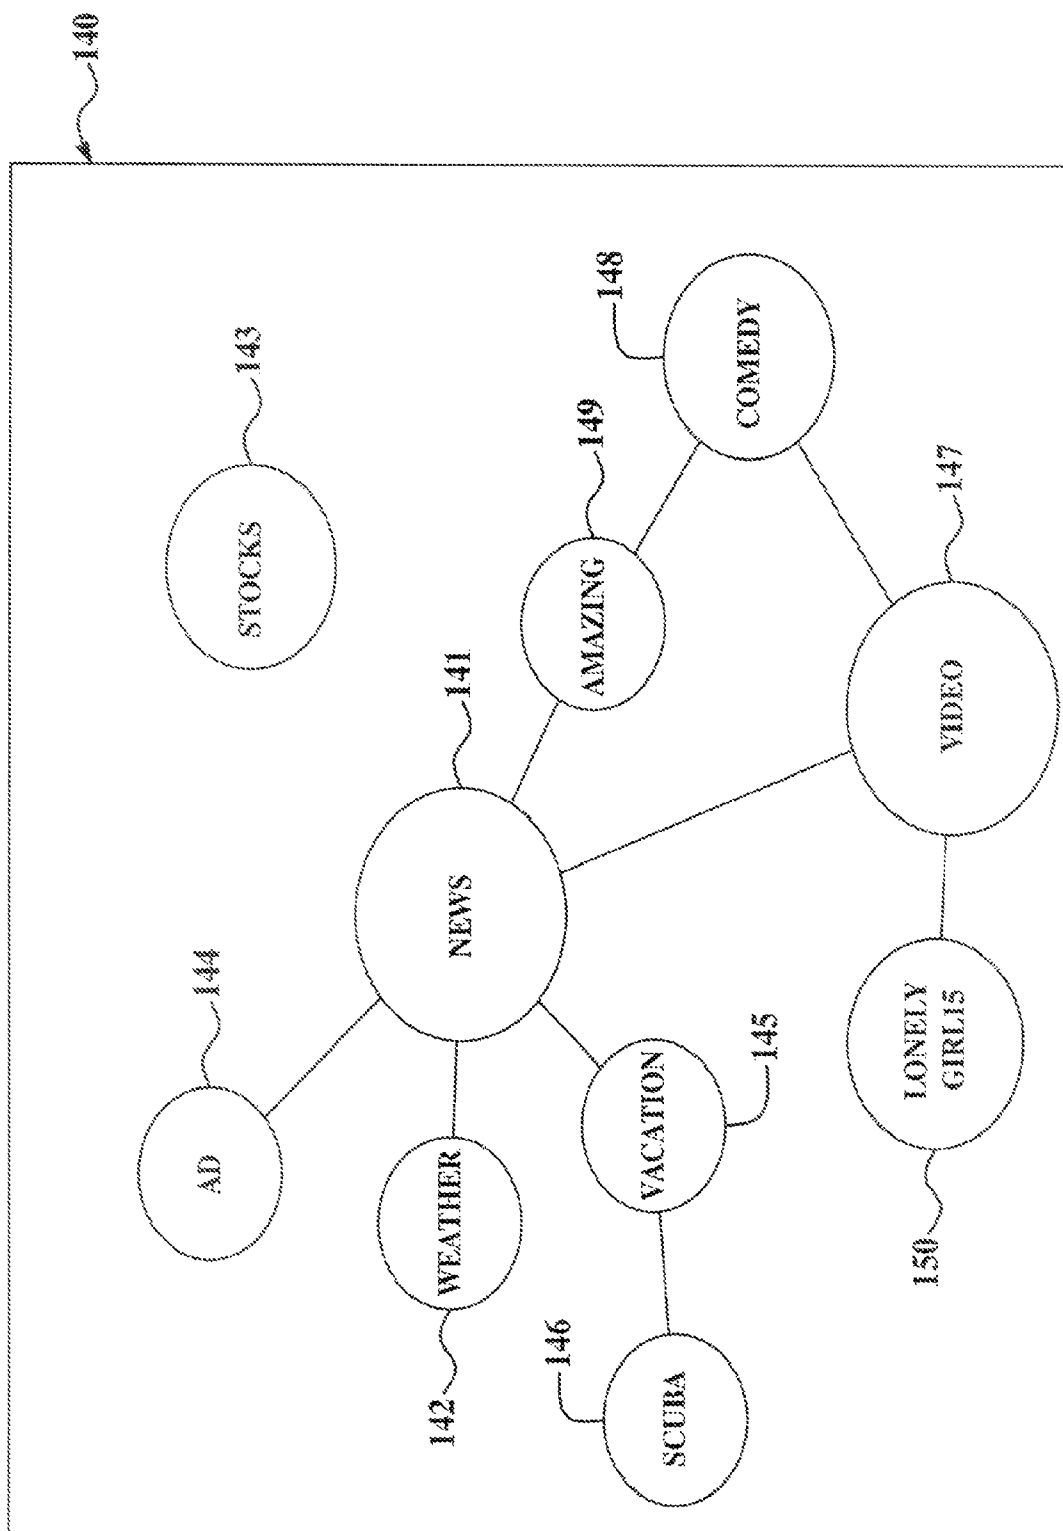 140
144
AD
143
STOCKS
142
WEATHER
141
NEWS
146
SCUBA
VACATION
145
149
AMAZING
148
COMEDY
150
LONELY
GIRL15
147
VIDEO